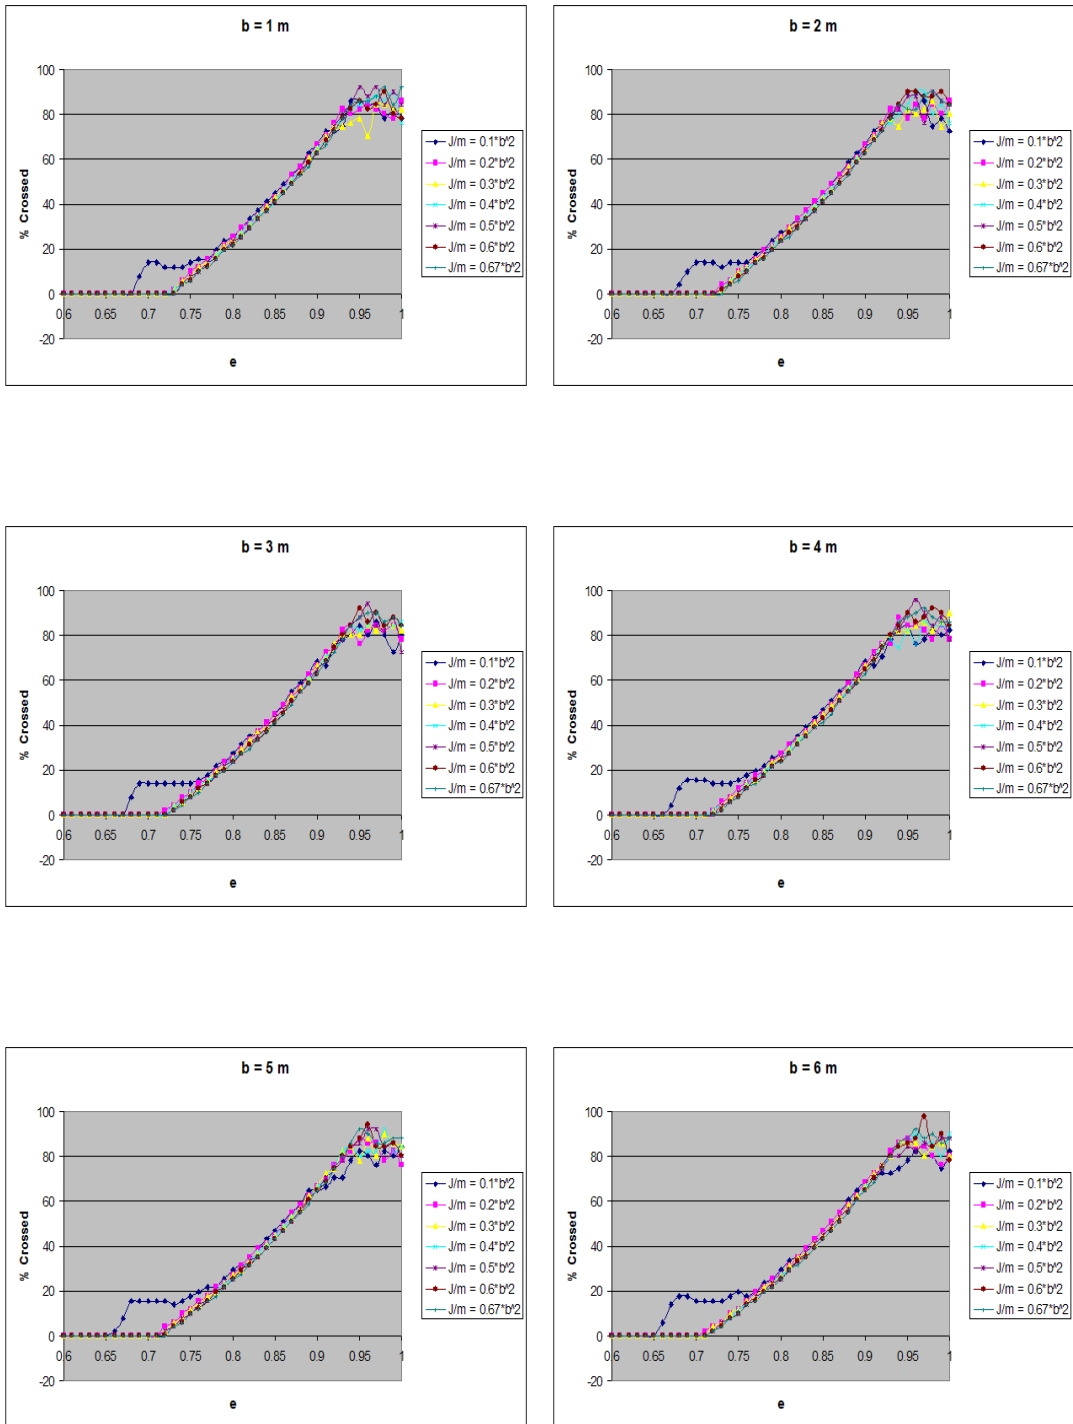 b = 1 m
100
80
60
40
20
0
-20
0.6 0.65 0.7 0.75 0.8 0.85 0.9 0.95 1
% Crossed
e
J/m = 0.1*b^2
J/m = 0.2*b^2
J/m = 0.3*b^2
J/m = 0.4*b^2
J/m = 0.5*b^2
J/m = 0.6*b^2
J/m = 0.67*b^2
b = 2 m
100
80
60
40
20
0
-20
0.6 0.65 0.7 0.75 0.8 0.85 0.9 0.95 1
% Crossed
e
J/m = 0.1*b^2
J/m = 0.2*b^2
J/m = 0.3*b^2
J/m = 0.4*b^2
J/m = 0.5*b^2
J/m = 0.6*b^2
J/m = 0.67*b^2
b = 3 m
100
80
60
40
20
0
-20
0.6 0.65 0.7 0.75 0.8 0.85 0.9 0.95 1
% Crossed
e
J/m = 0.1*b^2
J/m = 0.2*b^2
J/m = 0.3*b^2
J/m = 0.4*b^2
J/m = 0.5*b^2
J/m = 0.6*b^2
J/m = 0.67*b^2
b = 4 m
100
80
60
40
20
0
-20
0.6 0.65 0.7 0.75 0.8 0.85 0.9 0.95 1
% Crossed
e
J/m = 0.1*b^2
J/m = 0.2*b^2
J/m = 0.3*b^2
J/m = 0.4*b^2
J/m = 0.5*b^2
J/m = 0.6*b^2
J/m = 0.67*b^2
b = 5 m
100
80
60
40
20
0
-20
0.6 0.65 0.7 0.75 0.8 0.85 0.9 0.95 1
% Crossed
e
J/m = 0.1*b^2
J/m = 0.2*b^2
J/m = 0.3*b^2
J/m = 0.4*b^2
J/m = 0.5*b^2
J/m = 0.6*b^2
J/m = 0.67*b^2
b = 6 m
100
80
60
40
20
0
-20
0.6 0.65 0.7 0.75 0.8 0.85 0.9 0.95 1
% Crossed
e
J/m = 0.1*b^2
J/m = 0.2*b^2
J/m = 0.3*b^2
J/m = 0.4*b^2
J/m = 0.5*b^2
J/m = 0.6*b^2
J/m = 0.67*b^2